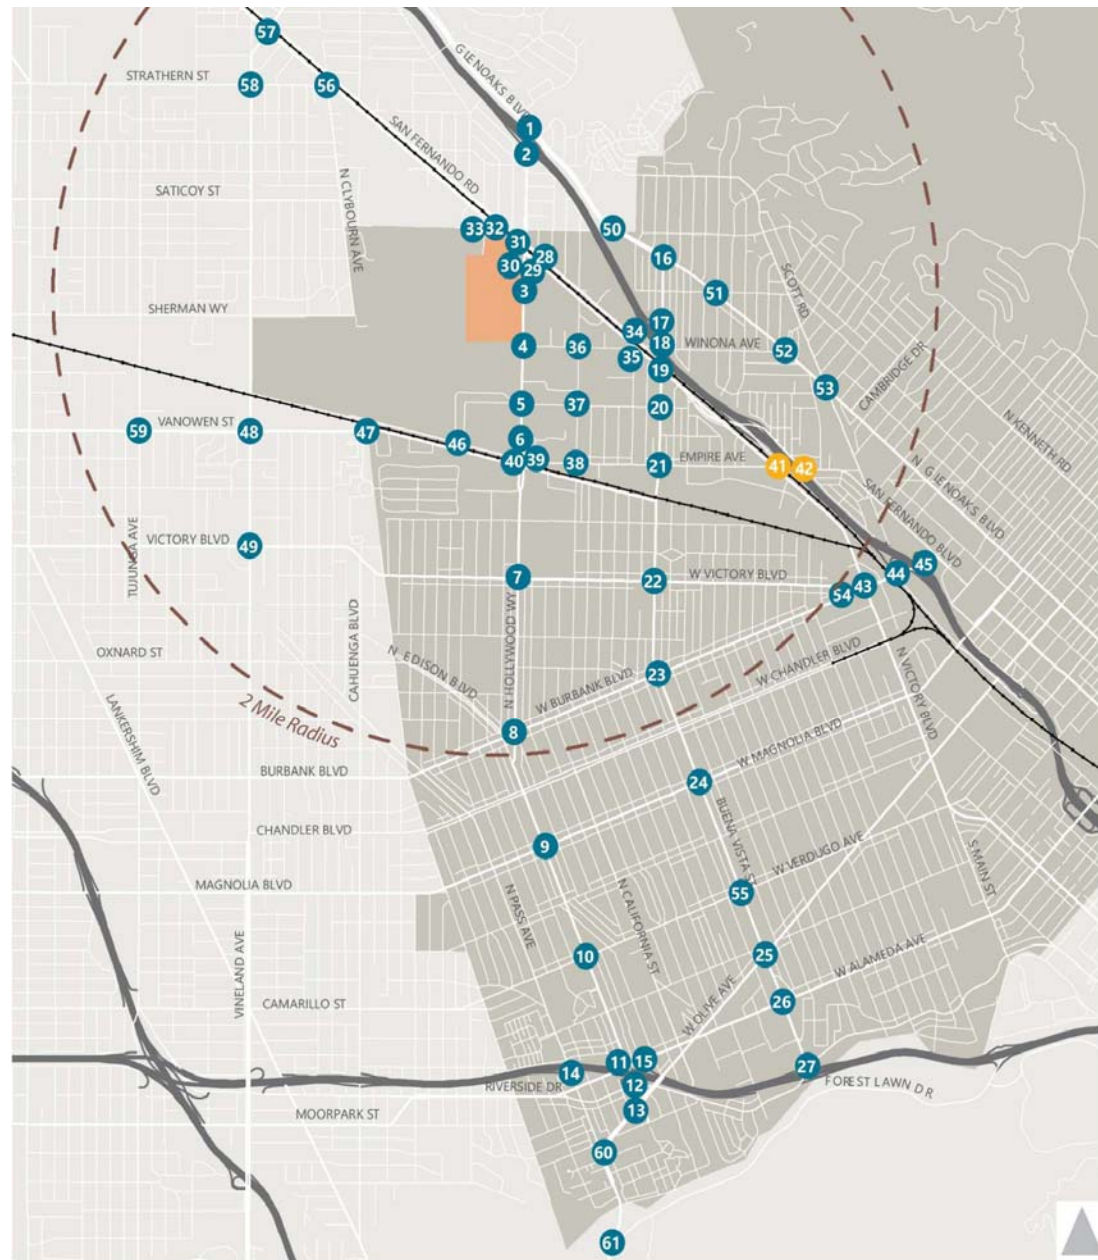 57
GLENOAKS BLVD
STRATHERN ST
58
56
1
SAN FERNANDO RD
2
N CLYBOURN AVE
SATICOY ST
33
32
50
31
28
16
30
29
SCOTT RD
3
51
SHERMAN WY
17
34
4
36
18
WINONA AVE
52
35
19
CAMBRIDGE DR
53
5
37
20
N KENNETH RD
59
VANOWEN ST
48
47
46
6
40
39
38
21
EMPIRE AVE
41
42
N GLENOAKS BLVD
SAN FERNANDO BLVD
TUJUNGA AVE
VICTORY BLVD
49
7
22
W VICTORY BLVD
54
43
44
45
OXNARD ST
CAHUENGA BLVD
N EDISON BLVD
N HOLLYWOOD WY
W BURBANK BLVD
23
W CHANDLER BLVD
N VICTORY BLVD
LANKERSHIM BLVD
2 Mile Radius
8
W MAGNOLIA BLVD
BURBANK BLVD
24
CHANDLER BLVD
BUENA VISTA ST
9
W VERDUGO AVE
S MAIN ST
MAGNOLIA BLVD
N PASS AVE
N CALIFORNIA ST
55
VINELAND AVE
10
25
W ALAMEDA AVE
CAMARILLO ST
W OLIVE AVE
26
11
15
14
27
RIVERSIDE DR
12
FOREST LAWN DR
MOORPARK ST
13
60
61